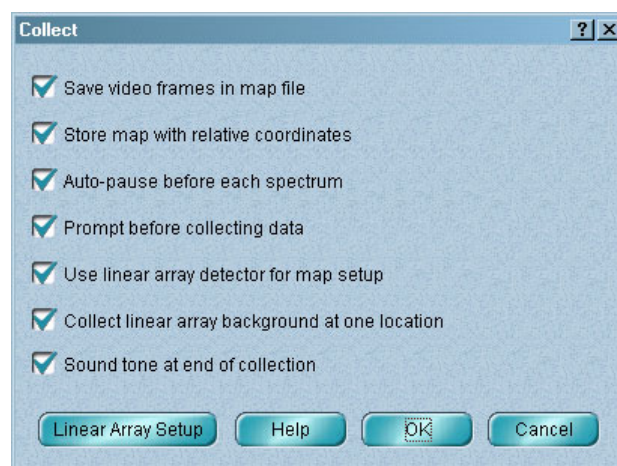 Collect
Save video frames in map file
Store map with relative coordinates
Auto-pause before each spectrum
Prompt before collecting data
Use linear array detector for map setup
Collect linear array background at one location
Sound tone at end of collection
Linear Array Setup Help OK Cancel